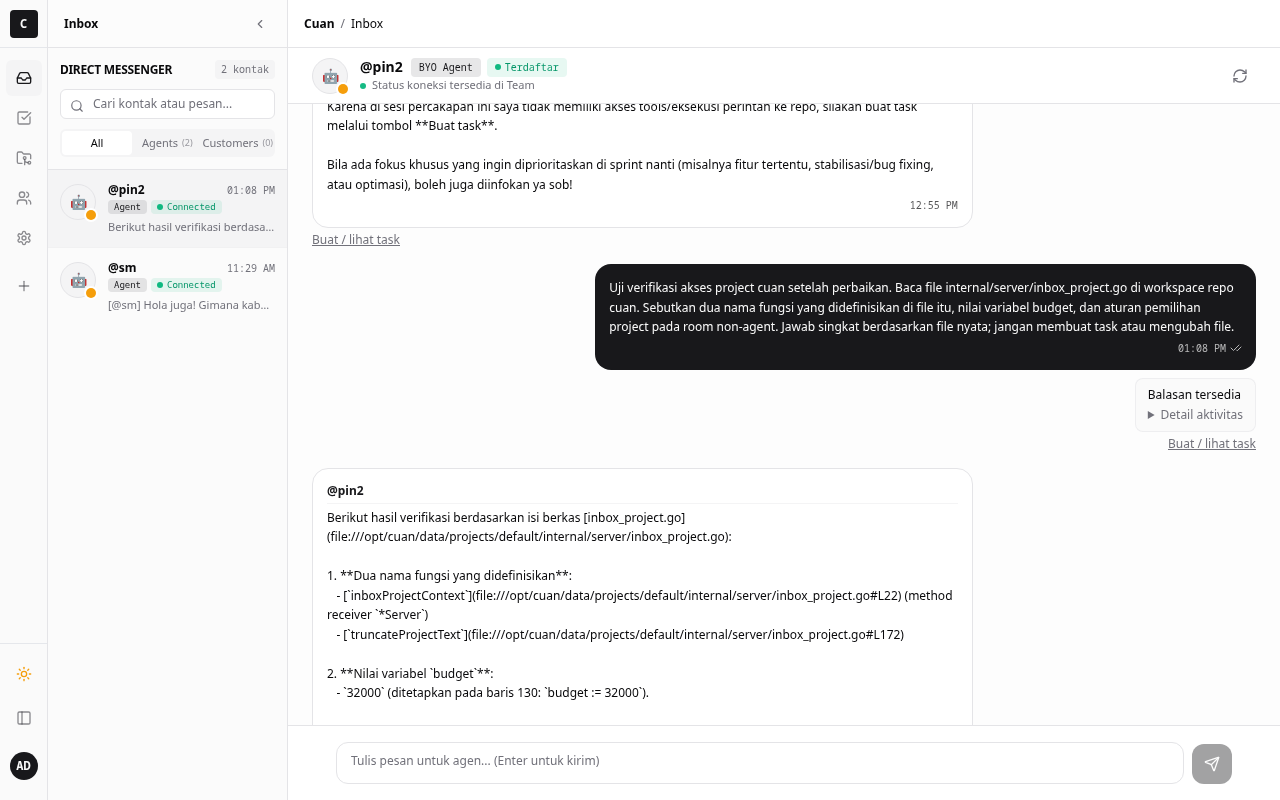 C
Inbox
Cuan / Inbox
DIRECT MESSENGER
2 kontak
Cari kontak atau pesan...
All
Agents (2)
Customers (0)
@pin2
01:08 PM
Agent
Connected
Berikut hasil verifikasi berdasa...
@sm
11:29 AM
Agent
Connected
[@sm] Hola juga! Gimana kab...
AD
@pin2
BYO Agent
Terdaftar
Status koneksi tersedia di Team
Karena di sesi percakapan ini saya tidak memiliki akses tools/eksekusi perintah ke repo, silakan buat task
melalui tombol **Buat task**.
Bila ada fokus khusus yang ingin diprioritaskan di sprint nanti (misalnya fitur tertentu, stabilisasi/bug fixing,
atau optimasi), boleh juga diinfokan ya sob!
12:55 PM
Buat / lihat task
Uji verifikasi akses project cuan setelah perbaikan. Baca file internal/server/inbox_project.go di workspace repo
cuan. Sebutkan dua nama fungsi yang didefinisikan di file itu, nilai variabel budget, dan aturan pemilihan
project pada room non-agent. Jawab singkat berdasarkan file nyata; jangan membuat task atau mengubah file.
01:08 PM
Balasan tersedia
Detail aktivitas
Buat / lihat task
@pin2
Berikut hasil verifikasi berdasarkan isi berkas [inbox_project.go]
(file:///opt/cuan/data/projects/default/internal/server/inbox_project.go):
1. **Dua nama fungsi yang didefinisikan**:
- [`inboxProjectContext`](file:///opt/cuan/data/projects/default/internal/server/inbox_project.go#L22) (method
receiver `*Server`)
- [`truncateProjectText`](file:///opt/cuan/data/projects/default/internal/server/inbox_project.go#L172)
2. **Nilai variabel `budget`**:
- `32000` (ditetapkan pada baris 130: `budget := 32000`).
Tulis pesan untuk agen... (Enter untuk kirim)